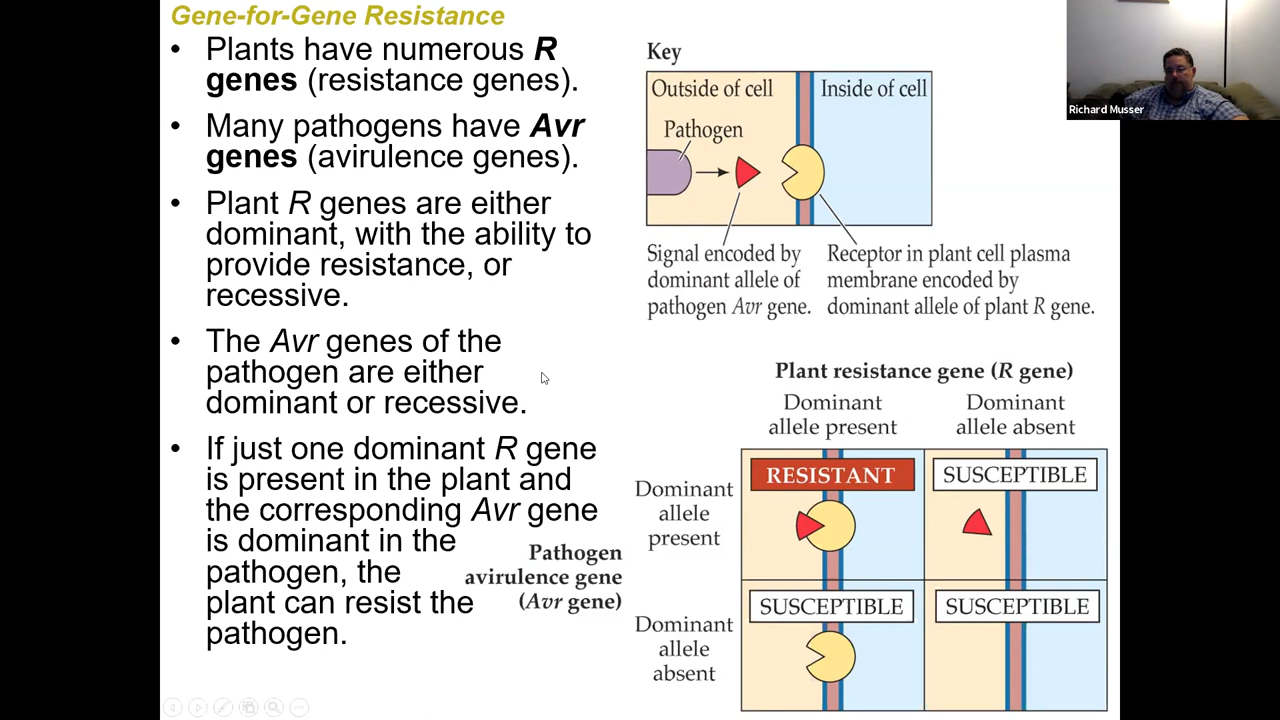 Gene-for-Gene Resistance
• Plants have numerous R
genes (resistance genes).
• Many pathogens have Avr
genes (avirulence genes).
• Plant R genes are either
dominant, with the ability to
provide resistance, or
recessive.
• The Avr genes of the
pathogen are either
dominant or recessive.
• If just one dominant R gene
is present in the plant and
the corresponding Avr gene
is dominant in the
pathogen, the
plant can resist the
pathogen.
Key
Outside of cell
Inside of cell
Pathogen
Signal encoded by
dominant allele of
pathogen Avr gene.
Receptor in plant cell plasma
membrane encoded by
dominant allele of plant R gene.
Plant resistance gene (R gene)
Dominant
allele present
Dominant
allele absent
Pathogen
avirulence gene
(Avr gene)
Dominant
allele
present
RESISTANT
SUSCEPTIBLE
Dominant
allele
absent
SUSCEPTIBLE
SUSCEPTIBLE
Richard Musser